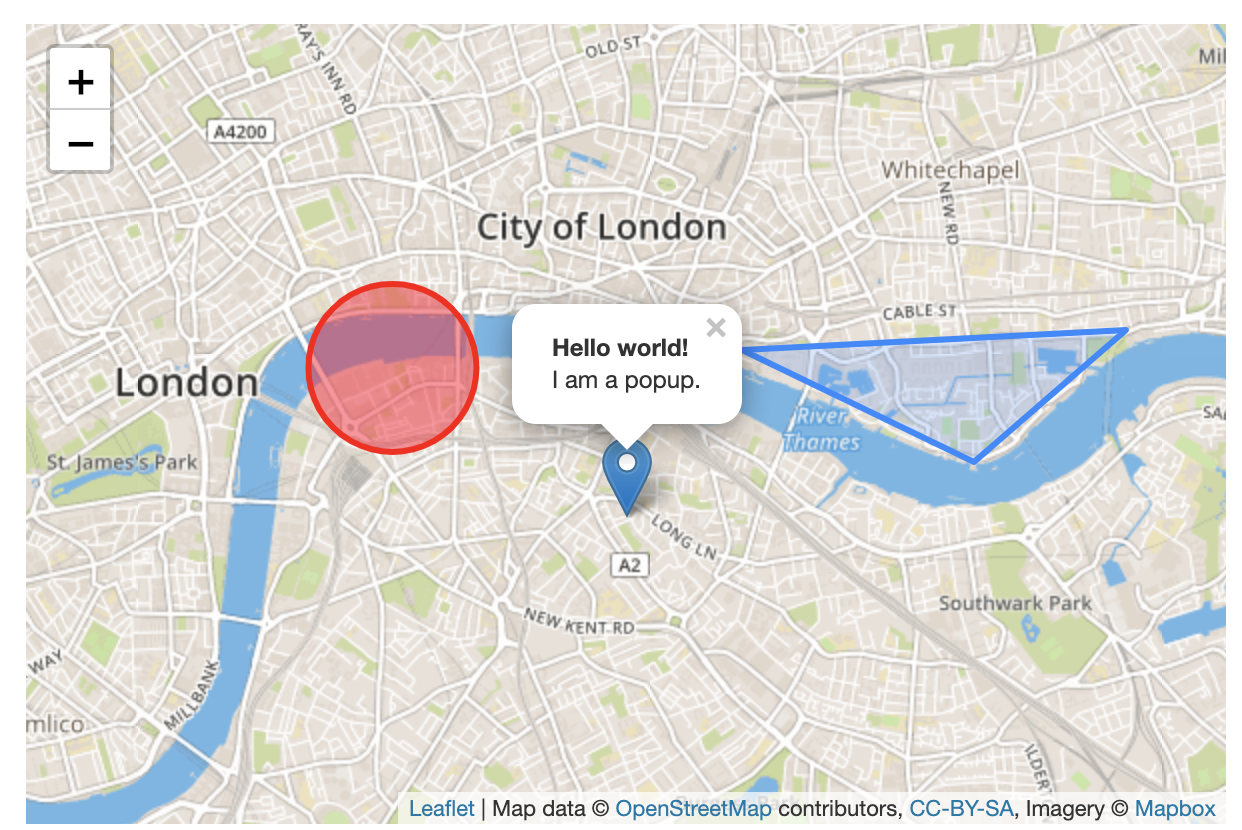 +
−
RAY'S INN RD
OLD ST
Mil
A4200
Whitechapel
NEW RD
City of London
CABLE ST
×
Hello world!
I am a popup.
London
River
Thames
SA
St. James's Park
LONG LN
A2
Southwark Park
NEW KENT RD
WAY
MILLBANK
mlico
ILDER
Leaflet | Map data © OpenStreetMap contributors, CC-BY-SA, Imagery © Mapbox